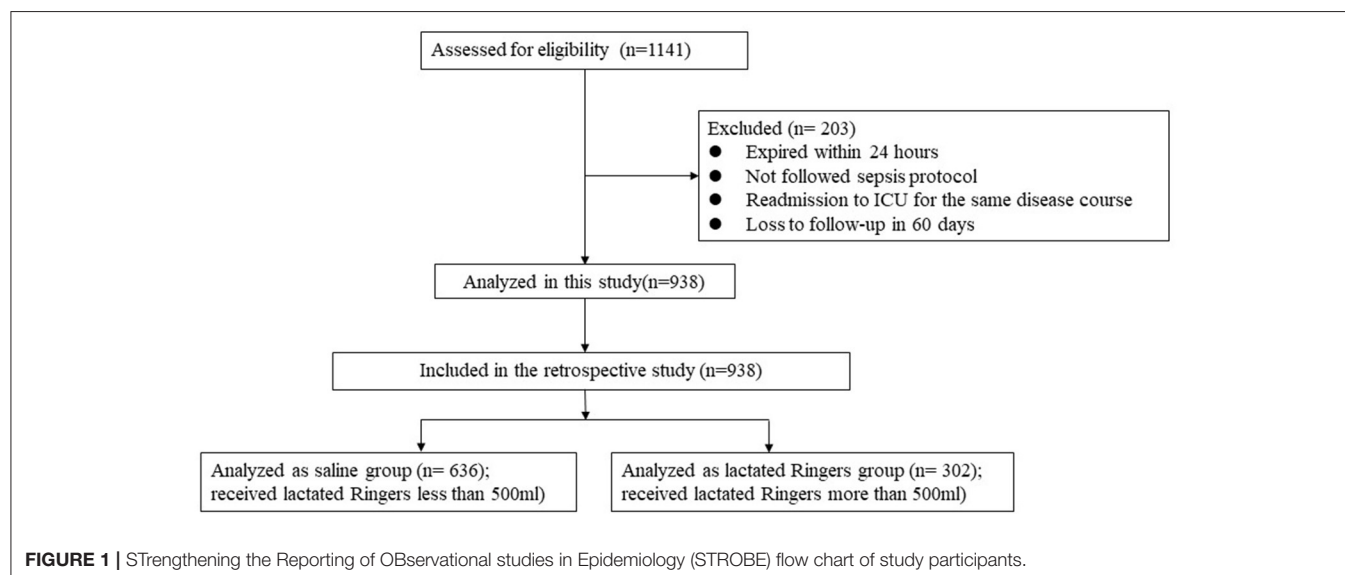 Assessed for eligibility (n=1141)
Excluded (n= 203)
● Expired within 24 hours
● Not followed sepsis protocol
● Readmission to ICU for the same disease course
● Loss to follow-up in 60 days
Analyzed in this study(n=938)
Included in the retrospective study (n=938)
Analyzed as saline group (n= 636);
received lactated Ringers less than 500ml)
Analyzed as lactated Ringers group (n= 302);
received lactated Ringers more than 500ml)
FIGURE 1 | STrengthening the Reporting of OBservational studies in Epidemiology (STROBE) flow chart of study participants.